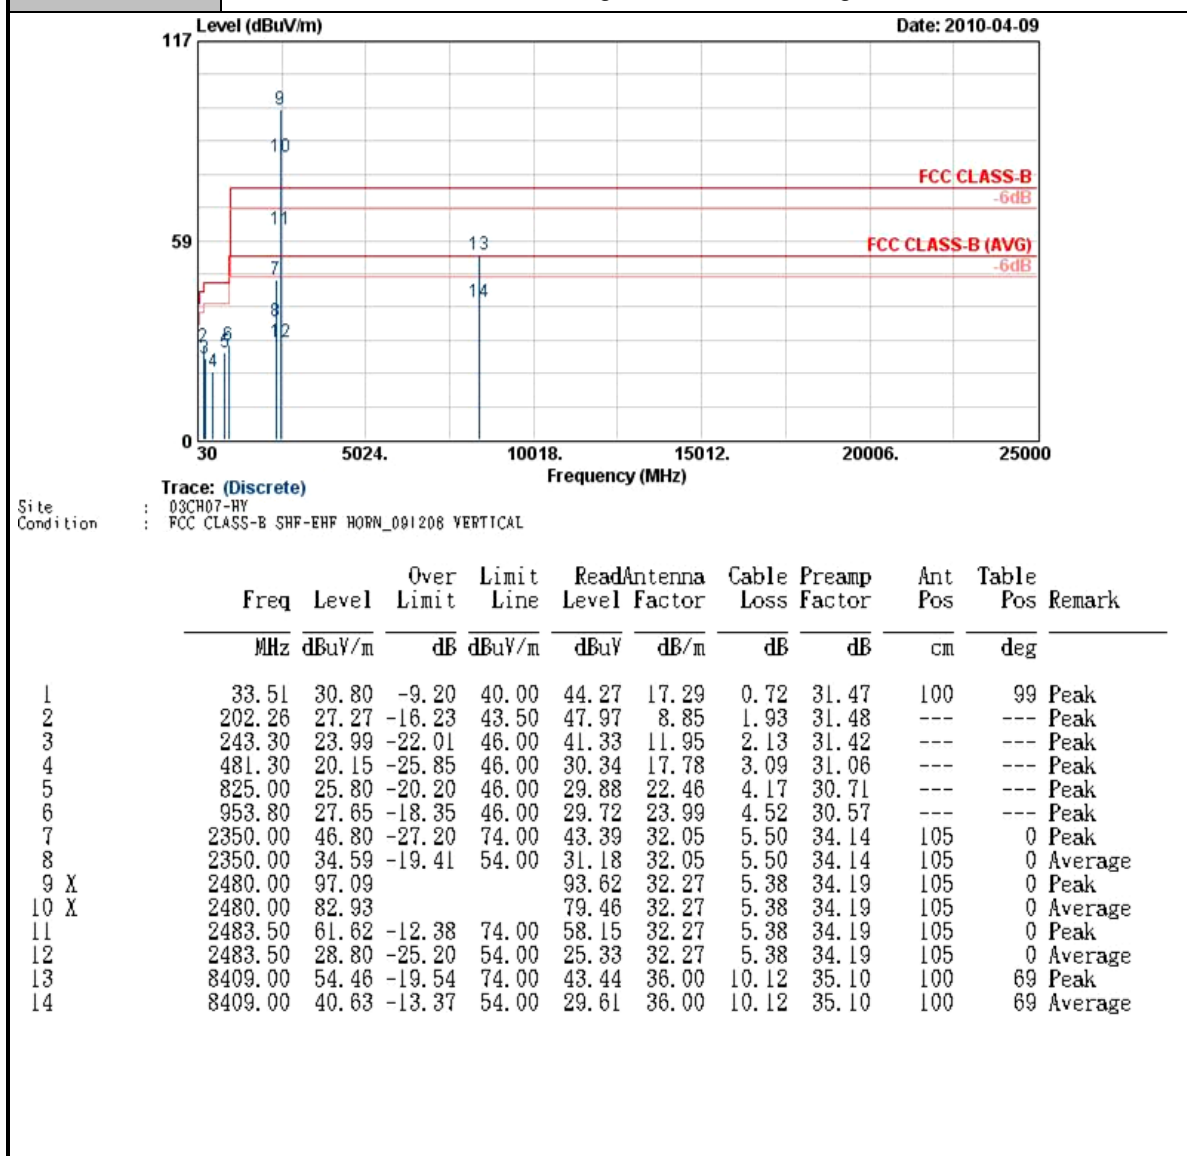 Level (dBuV/m) Date: 2010-04-09
117
9
10
FCC CLASS-B
-6dB
11
59
13
FCC CLASS-B (AVG)
7
-6dB
14
8
2
6
12
3
5
4
0
30 5024. 10018. 15012. 20006. 25000
Frequency (MHz)
Trace: (Discrete)
Site : 03CH07-HY
Condition : FCC CLASS-B SHF-EHF HORN_091206 VERTICAL
Over Limit ReadAntenna Cable Preamp Ant Table
Freq Level Limit Line Level Factor Loss Factor Pos Pos Remark
MHz dBuV/m dB dBuV/m dBuV dB/m dB dB cm deg
1 33.51 30.80 -9.20 40.00 44.27 17.29 0.72 31.47 100 99 Peak
2 202.26 27.27 -16.23 43.50 47.97 8.85 1.93 31.48 --- --- Peak
3 243.30 23.99 -22.01 46.00 41.33 11.95 2.13 31.42 --- --- Peak
4 481.30 20.15 -25.85 46.00 30.34 17.78 3.09 31.06 --- --- Peak
5 825.00 25.80 -20.20 46.00 29.88 22.46 4.17 30.71 --- --- Peak
6 953.80 27.65 -18.35 46.00 29.72 23.99 4.52 30.57 --- --- Peak
7 2350.00 46.80 -27.20 74.00 43.39 32.05 5.50 34.14 105 0 Peak
8 2350.00 34.59 -19.41 54.00 31.18 32.05 5.50 34.14 105 0 Average
9 X 2480.00 97.09 93.62 32.27 5.38 34.19 105 0 Peak
10 X 2480.00 82.93 79.46 32.27 5.38 34.19 105 0 Average
11 2483.50 61.62 -12.38 74.00 58.15 32.27 5.38 34.19 105 0 Peak
12 2483.50 28.80 -25.20 54.00 25.33 32.27 5.38 34.19 105 0 Average
13 8409.00 54.46 -19.54 74.00 43.44 36.00 10.12 35.10 100 69 Peak
14 8409.00 40.63 -13.37 54.00 29.61 36.00 10.12 35.10 100 69 Average